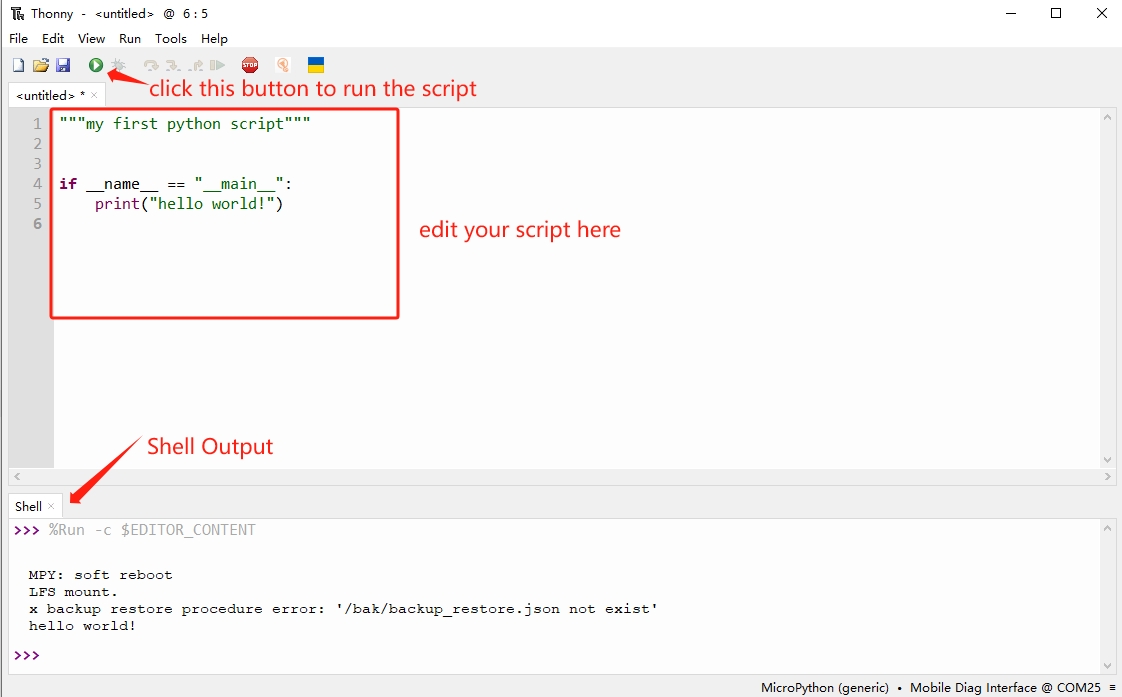 Thonny - <untitled> @ 6 : 5
File Edit View Run Tools Help
STOP
click this button to run the script
<untitled> * ×
1 """my first python script"""
2
3
4 if __name__ == "__main__":
5 print("hello world!")
6
edit your script here
Shell Output
Shell ×
>>> %Run -c $EDITOR_CONTENT
MPY: soft reboot
LFS mount.
x backup restore procedure error: '/bak/backup_restore.json not exist'
hello world!
>>>
MicroPython (generic) • Mobile Diag Interface @ COM25 ≡